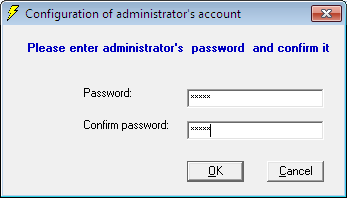 Configuration of administrator's account
Please enter administrator's password and confirm it
Password:
*****
Confirm password:
*****
OK
Cancel